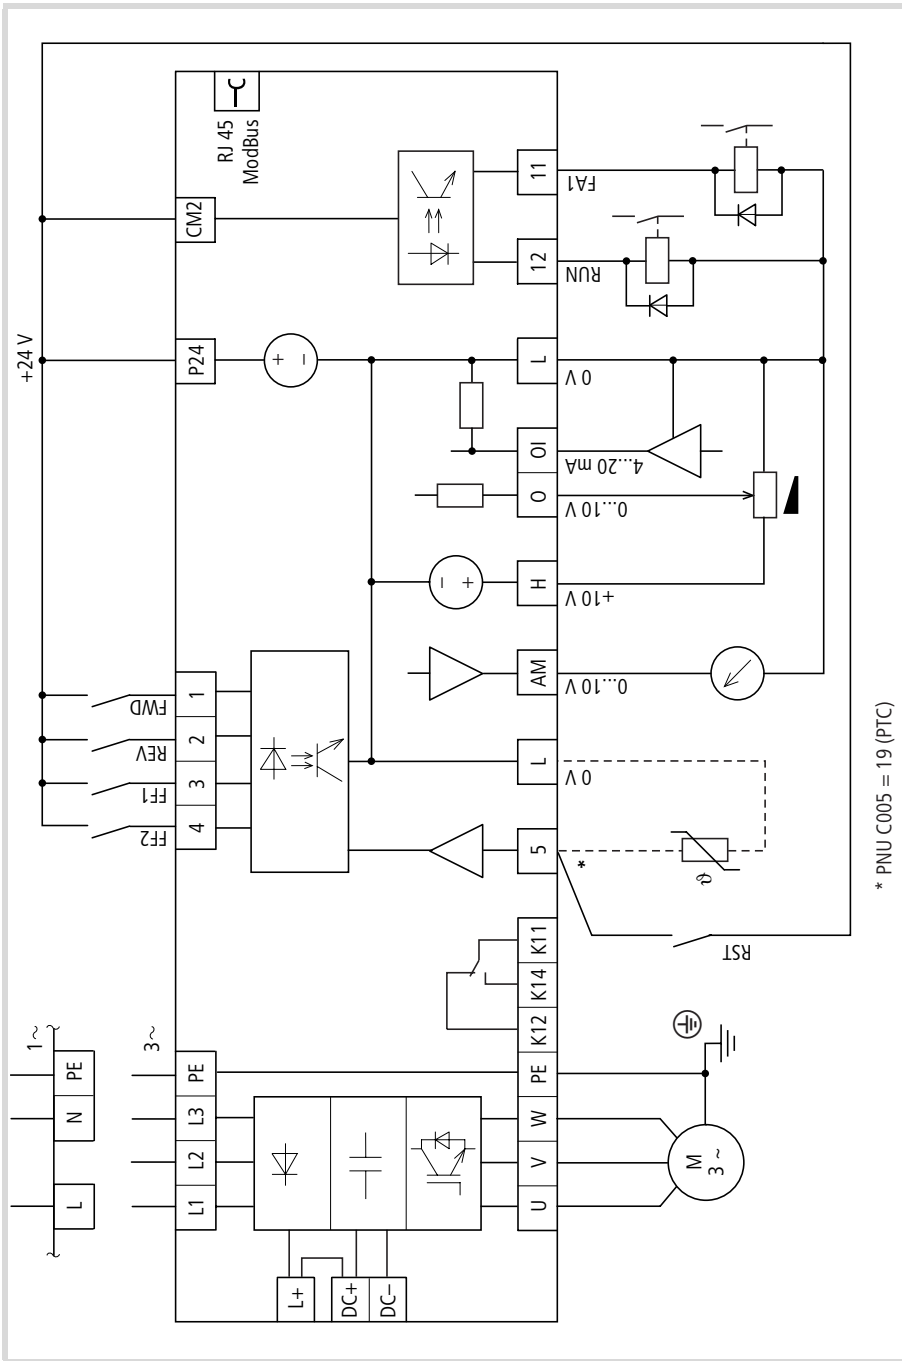 +24 V
RJ 45
ModBus
CM2
P24
11
FA1
12
RUN
L
0 V
OI
4...20 mA
O
0...10 V
H
+10 V
AM
0...10 V
L
0 V
5
*
ϑ
FWD
1
REV
2
FF1
3
FF2
4
RST
K11
K14
K12
1 ~
3 ~
PE
N
L
PE
L3
L2
L1
PE
W
V
U
M
3 ~
L+
DC+
DC–
* PNU C005 = 19 (PTC)